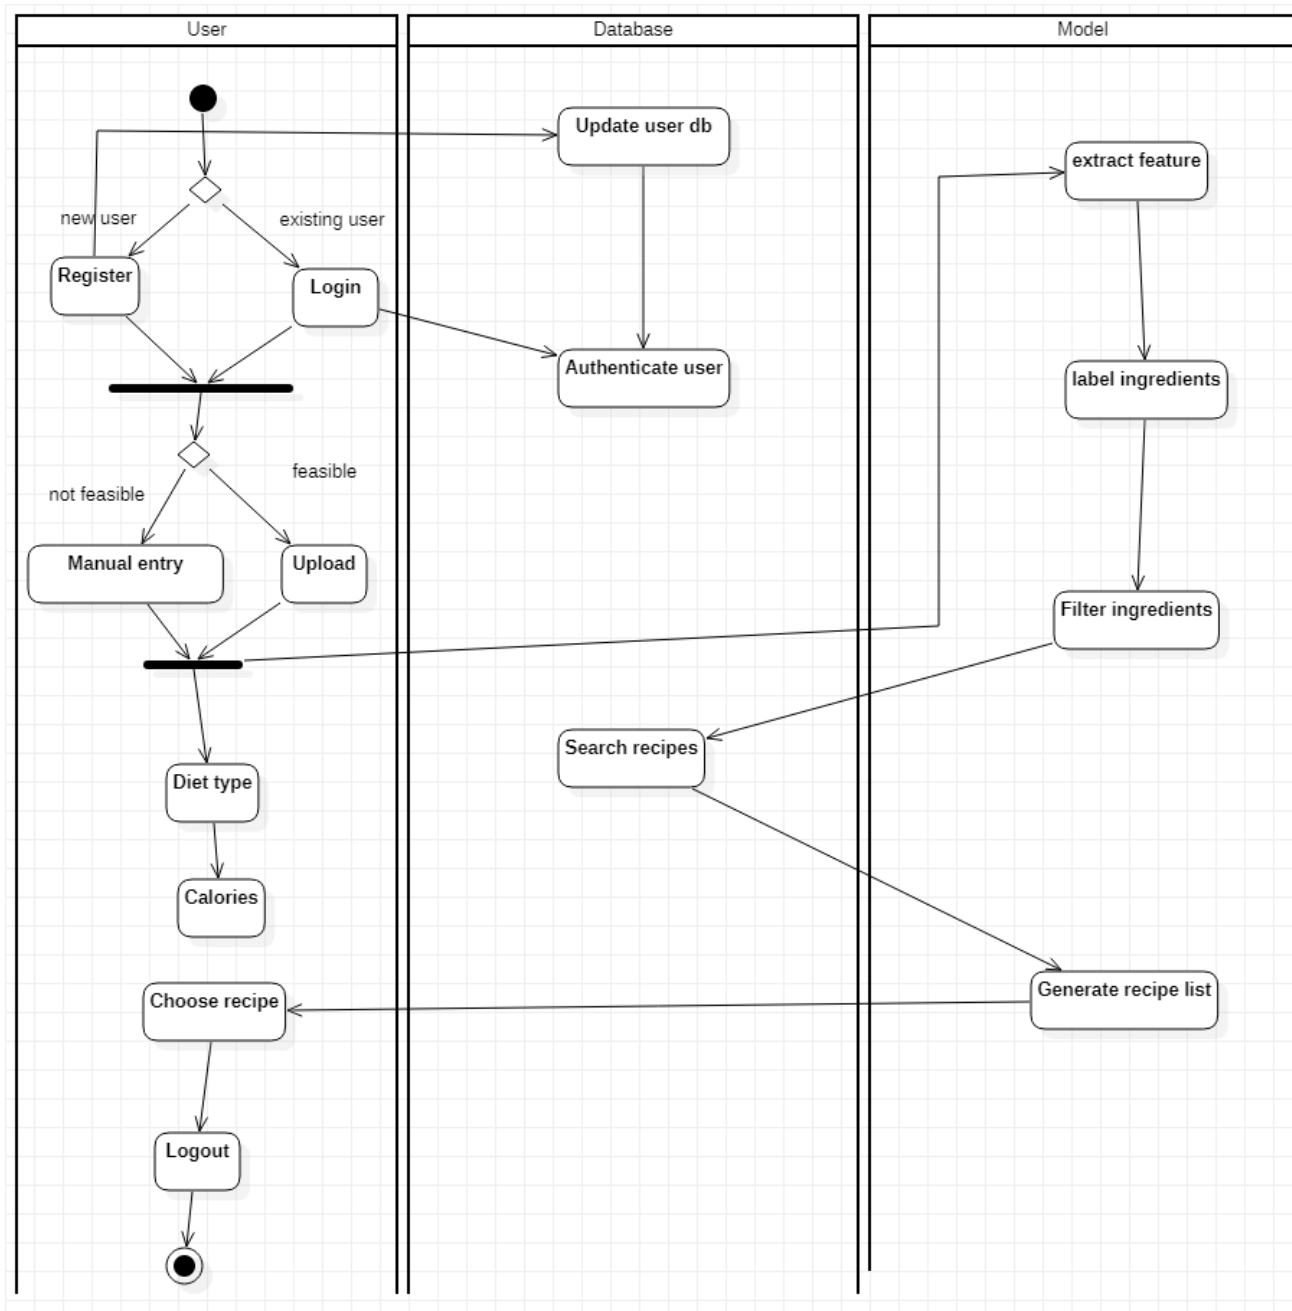 User
Database
Model
Update user db
extract feature
new user
existing user
Register
Login
Authenticate user
label ingredients
feasible
not feasible
Manual entry
Upload
Filter ingredients
Search recipes
Diet type
Calories
Choose recipe
Generate recipe list
Logout